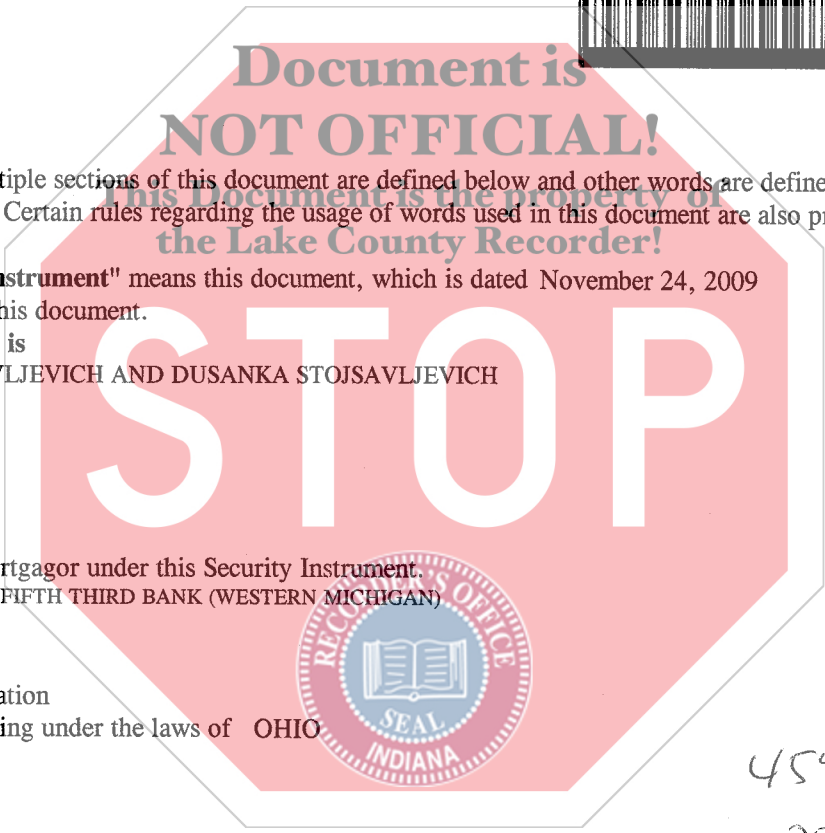 Document is
NOT OFFICIAL!
tiple sections of this document are defined below and other words are define
This Document is the property of
Certain rules regarding the usage of words used in this document are also pr
the Lake County Recorder!
nstrument" means this document, which is dated November 24, 2009
his document.
is
LJEVICH AND DUSANKA STOJSAVLJEVICH
STOP
rtgagor under this Security Instrument.
FIFTH THIRD BANK (WESTERN MICHIGAN)
RECORDER'S OFFICE
ation
ing under the laws of OHIO
SEAL
INDIANA
45